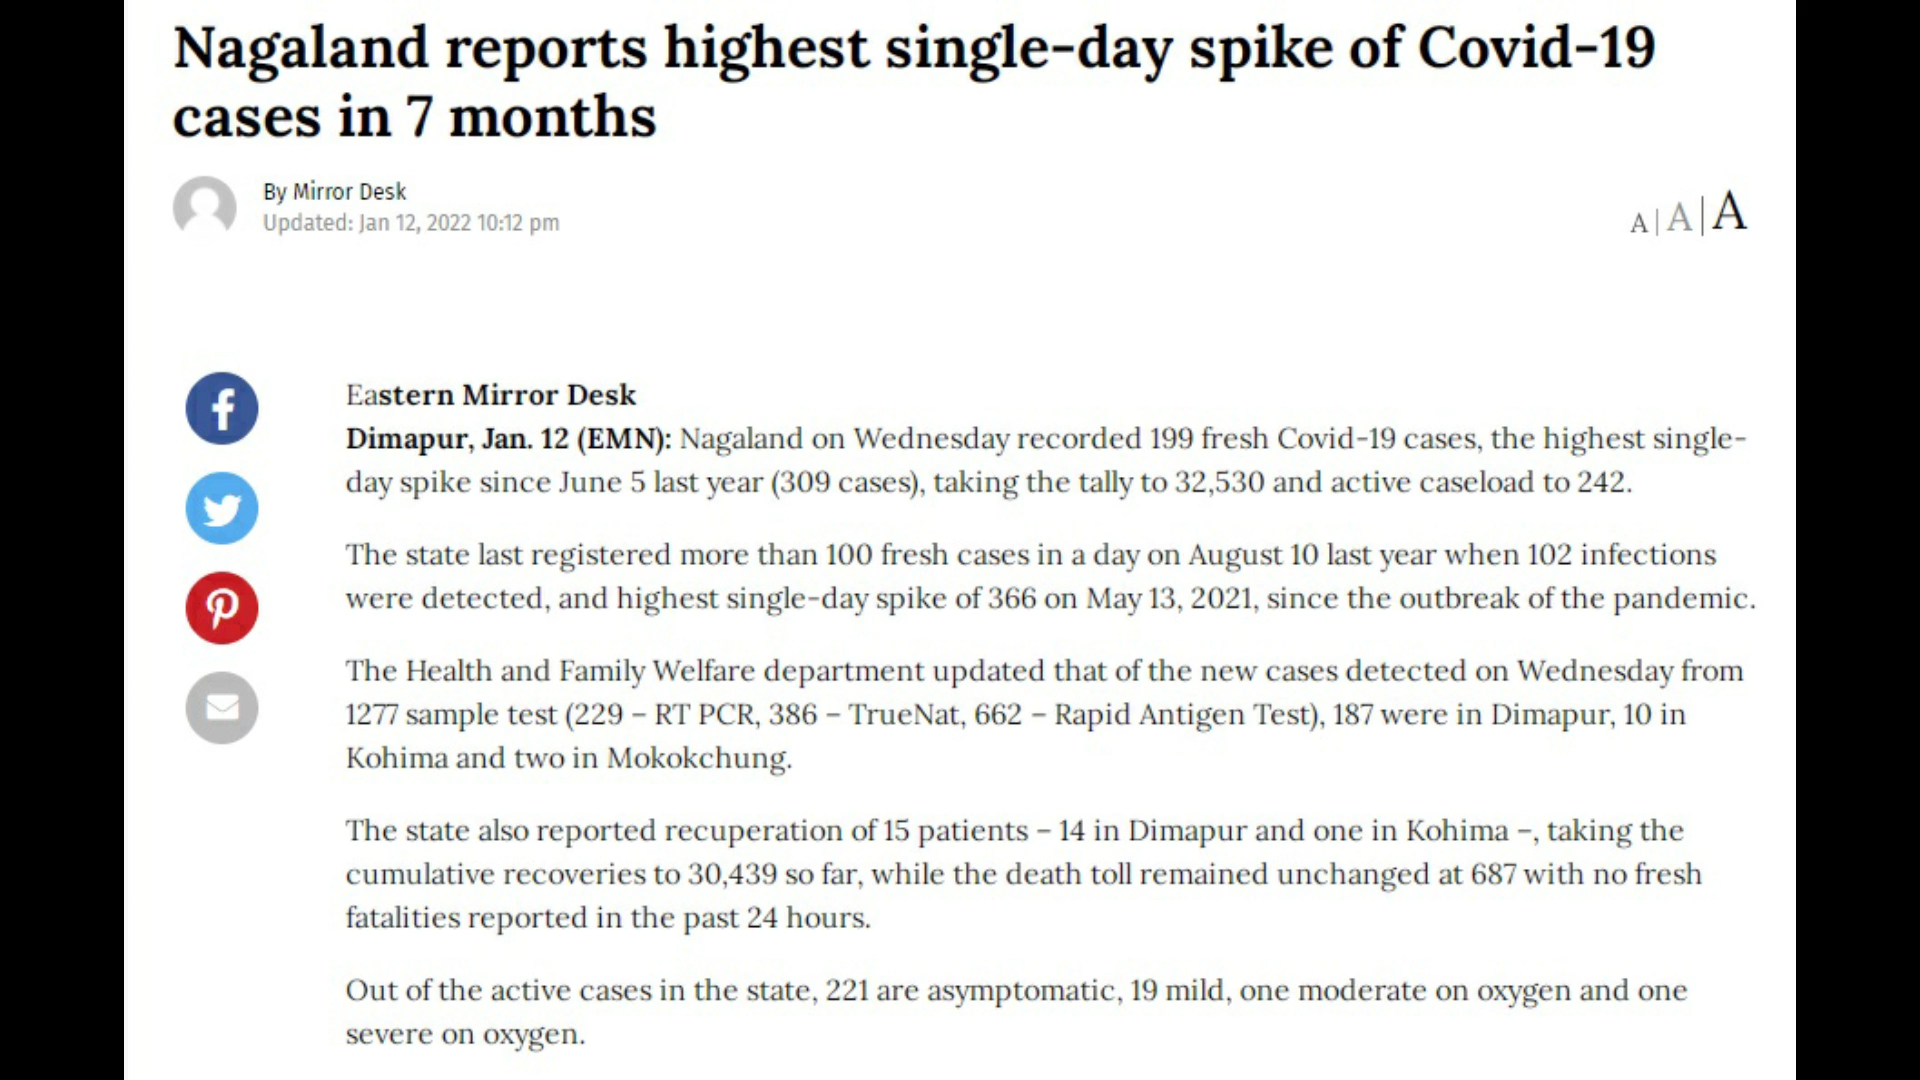 Nagaland reports highest single-day spike of Covid-19
cases in 7 months
By Mirror Desk
Updated: Jan 12, 2022 10:12 pm
A|A|A
Eastern Mirror Desk
Dimapur, Jan. 12 (EMN): Nagaland on Wednesday recorded 199 fresh Covid-19 cases, the highest single-
day spike since June 5 last year (309 cases), taking the tally to 32,530 and active caseload to 242.
The state last registered more than 100 fresh cases in a day on August 10 last year when 102 infections
were detected, and highest single-day spike of 366 on May 13, 2021, since the outbreak of the pandemic.
The Health and Family Welfare department updated that of the new cases detected on Wednesday from
1277 sample test (229 – RT PCR, 386 – TrueNat, 662 – Rapid Antigen Test), 187 were in Dimapur, 10 in
Kohima and two in Mokokchung.
The state also reported recuperation of 15 patients – 14 in Dimapur and one in Kohima –, taking the
cumulative recoveries to 30,439 so far, while the death toll remained unchanged at 687 with no fresh
fatalities reported in the past 24 hours.
Out of the active cases in the state, 221 are asymptomatic, 19 mild, one moderate on oxygen and one
severe on oxygen.